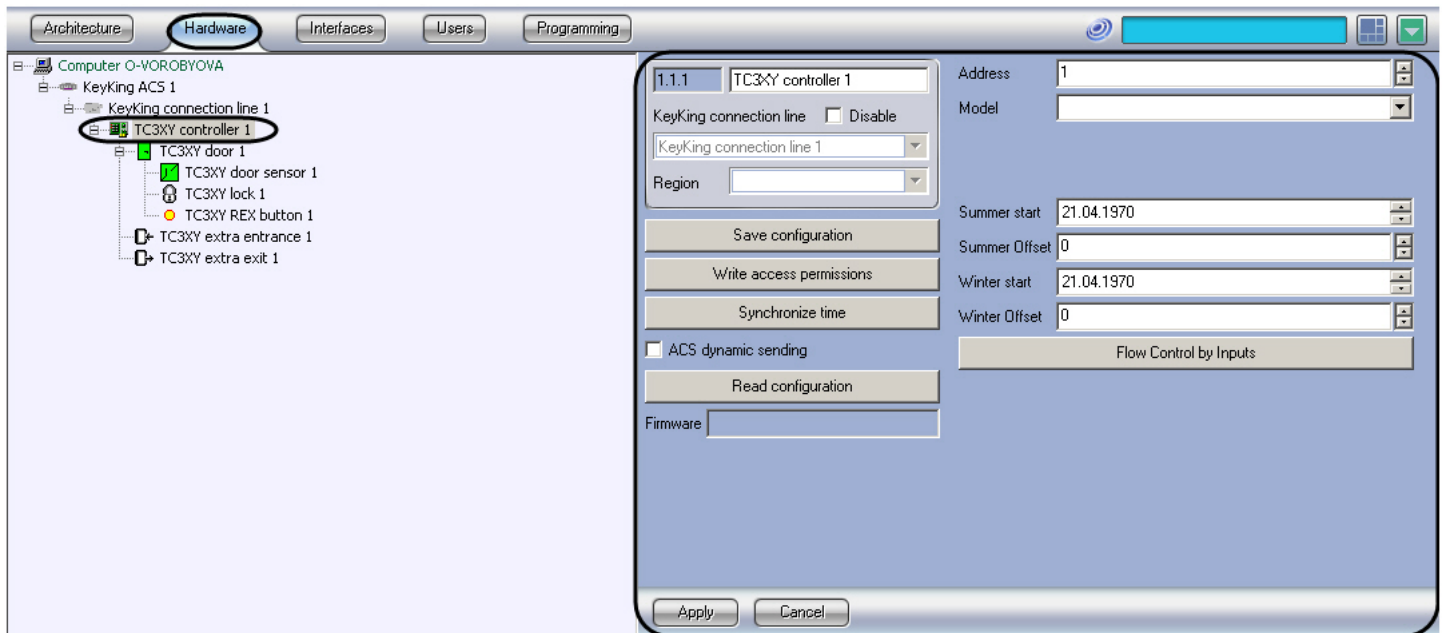 Architecture Hardware Interfaces Users Programming
Computer O-VOROBYOVA
KeyKing ACS 1
KeyKing connection line 1
TC3XY controller 1
TC3XY door 1
TC3XY door sensor 1
TC3XY lock 1
TC3XY REX button 1
TC3XY extra entrance 1
TC3XY extra exit 1
1.1.1 TC3XY controller 1
KeyKing connection line Disable
KeyKing connection line 1
Region
Save configuration
Write access permissions
Synchronize time
ACS dynamic sending
Read configuration
Firmware
Address 1
Model
Summer start 21.04.1970
Summer Offset 0
Winter start 21.04.1970
Winter Offset 0
Flow Control by Inputs
Apply Cancel